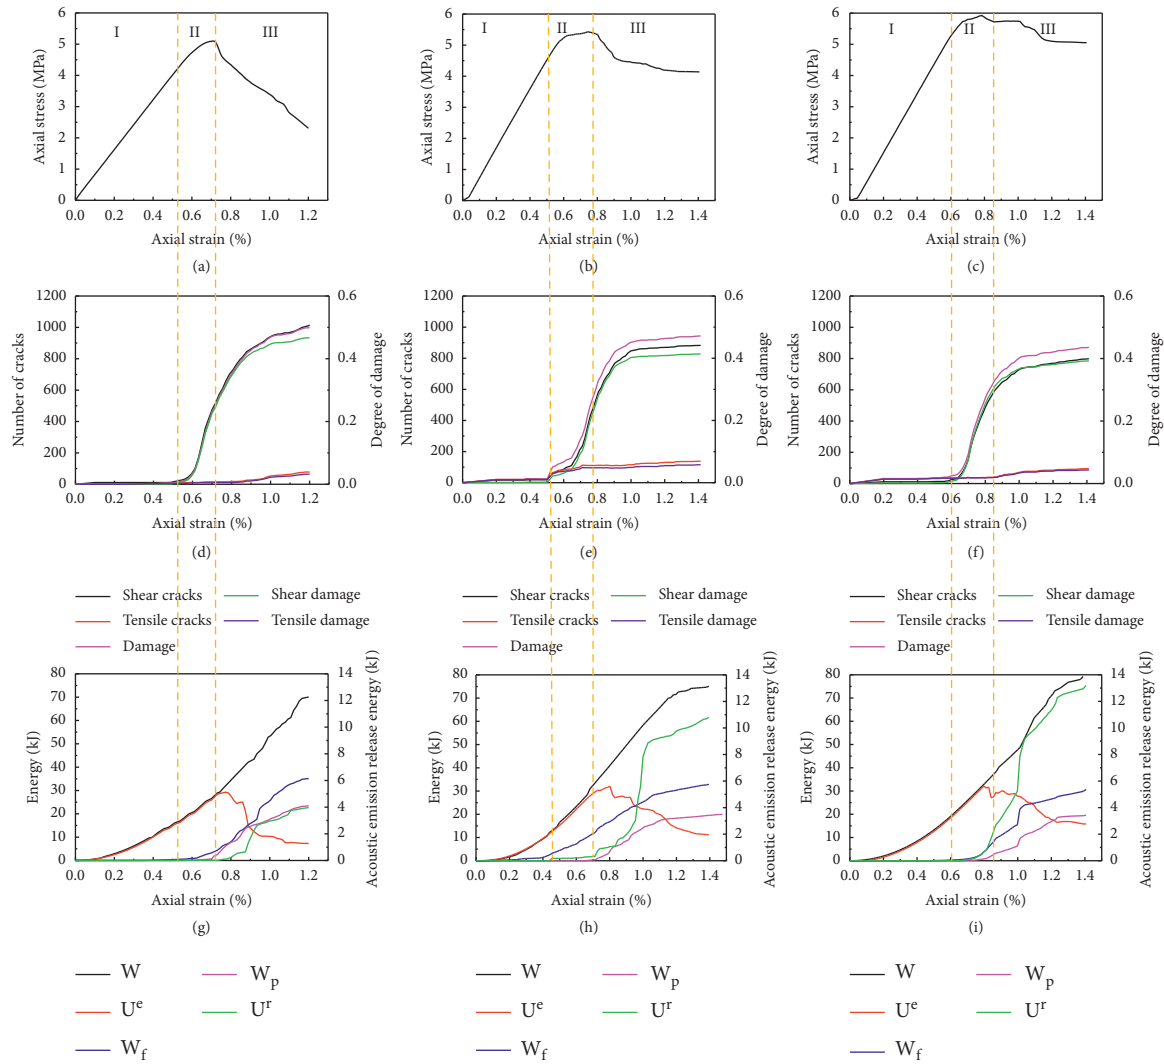 6
5
4
3
2
1
0
Axial stress (MPa)
I
II
III
0.0 0.2 0.4 0.6 0.8 1.0 1.2
Axial strain (%)
(a)
6
5
4
3
2
1
0
Axial stress (MPa)
I
II
III
0.0 0.2 0.4 0.6 0.8 1.0 1.2 1.4
Axial strain (%)
(b)
6
5
4
3
2
1
0
Axial stress (MPa)
I
II
III
0.0 0.2 0.4 0.6 0.8 1.0 1.2 1.4
Axial strain (%)
(c)
1200
1000
800
600
400
200
0
Number of cracks
0.6
0.4
0.2
0.0
Degree of damage
0.0 0.2 0.4 0.6 0.8 1.0 1.2
Axial strain (%)
(d)
1200
1000
800
600
400
200
0
Number of cracks
0.6
0.4
0.2
0.0
Degree of damage
0.0 0.2 0.4 0.6 0.8 1.0 1.2 1.4
Axial strain (%)
(e)
1200
1000
800
600
400
200
0
Number of cracks
0.6
0.4
0.2
0.0
Degree of damage
0.0 0.2 0.4 0.6 0.8 1.0 1.2 1.4
Axial strain (%)
(f)
Shear cracks Shear damage
Tensile cracks Tensile damage
Damage
Shear cracks Shear damage
Tensile cracks Tensile damage
Damage
Shear cracks Shear damage
Tensile cracks Tensile damage
Damage
80
70
60
50
40
30
20
10
0
Energy (kJ)
14
12
10
8
6
4
2
0
Acoustic emission release energy (kJ)
0.0 0.2 0.4 0.6 0.8 1.0 1.2
Axial strain (%)
(g)
80
70
60
50
40
30
20
10
0
Energy (kJ)
14
12
10
8
6
4
2
0
Acoustic emission release energy (kJ)
0.0 0.2 0.4 0.6 0.8 1.0 1.2 1.4
Axial strain (%)
(h)
80
70
60
50
40
30
20
10
0
Energy (kJ)
14
12
10
8
6
4
2
0
Acoustic emission release energy (kJ)
0.0 0.2 0.4 0.6 0.8 1.0 1.2 1.4
Axial strain (%)
(i)
W W_p
U^e U^r
W_f
W W_p
U^e U^r
W_f
W W_p
U^e U^r
W_f